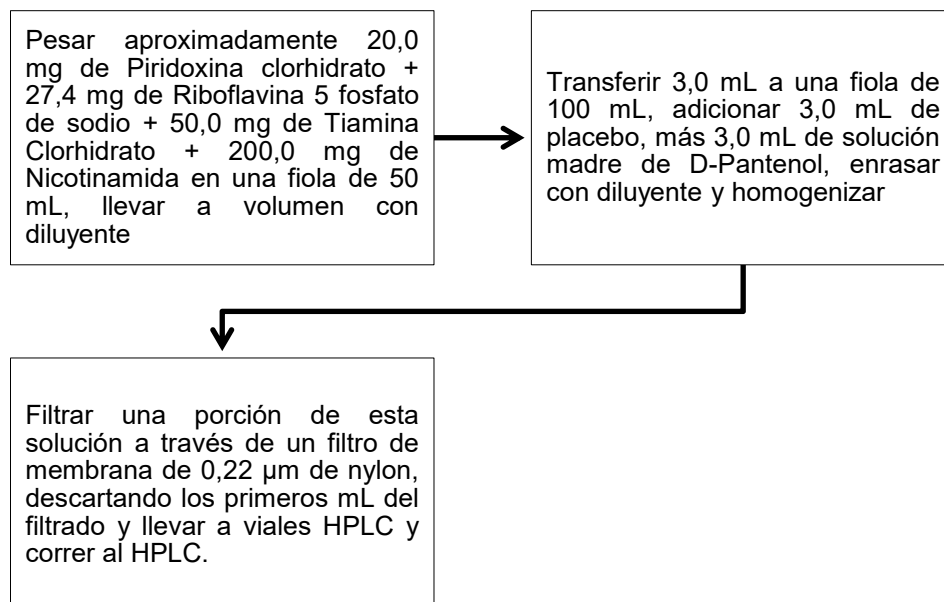 Pesar aproximadamente 20,0
mg de Piridoxina clorhidrato +
27,4 mg de Riboflavina 5 fosfato
de sodio + 50,0 mg de Tiamina
Clorhidrato + 200,0 mg de
Nicotinamida en una fiola de 50
mL, llevar a volumen con
diluyente
Transferir 3,0 mL a una fiola de
100 mL, adicionar 3,0 mL de
placebo, más 3,0 mL de solución
madre de D-Pantenol, enrasar
con diluyente y homogenizar
Filtrar una porción de esta
solución a través de un filtro de
membrana de 0,22 µm de nylon,
descartando los primeros mL del
filtrado y llevar a viales HPLC y
correr al HPLC.